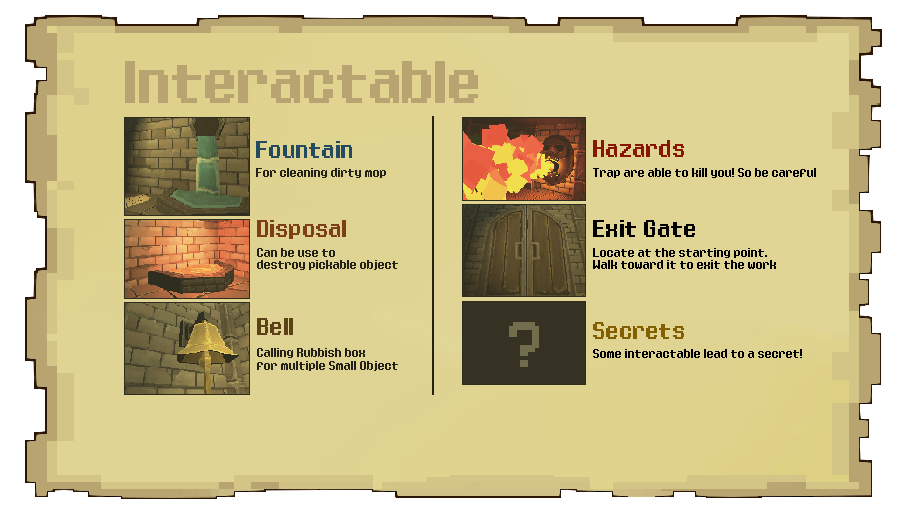 Interactable
Fountain
For cleaning dirty mop
Disposal
Can be use to
destroy pickable object
Bell
Calling Rubbish box
for multiple Small Object
Hazards
Trap are able to kill you! So be careful
Exit Gate
Locate at the starting point.
Walk toward it to exit the work
?
Secrets
Some interactable lead to a secret!